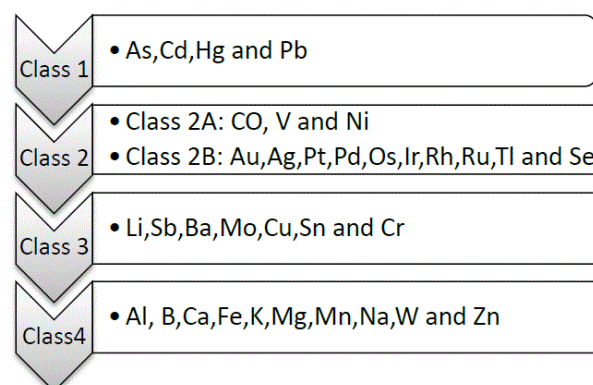 Class 1
• As,Cd,Hg and Pb
Class 2
• Class 2A: CO, V and Ni
• Class 2B: Au,Ag,Pt,Pd,Os,Ir,Rh,Ru,Tl and Se
Class 3
• Li,Sb,Ba,Mo,Cu,Sn and Cr
Class4
• Al, B,Ca,Fe,K,Mg,Mn,Na,W and Zn